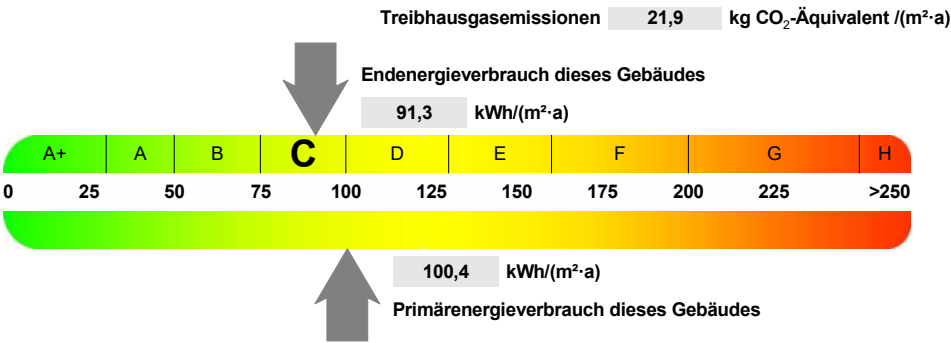 Treibhausgasemissionen 21,9 kg CO₂-Äquivalent /(m²·a)
Endenergieverbrauch dieses Gebäudes
91,3 kWh/(m²·a)
A+ A B C D E F G H
0 25 50 75 100 125 150 175 200 225 >250
100,4 kWh/(m²·a)
Primärenergieverbrauch dieses Gebäudes